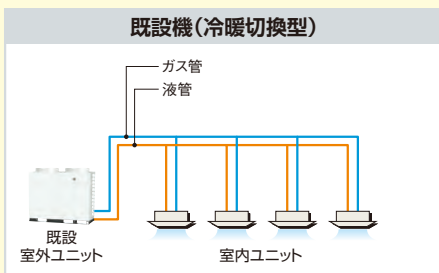 既設機（冷暖切換型）
ガス管
液管
既設
室外ユニット
室内ユニット